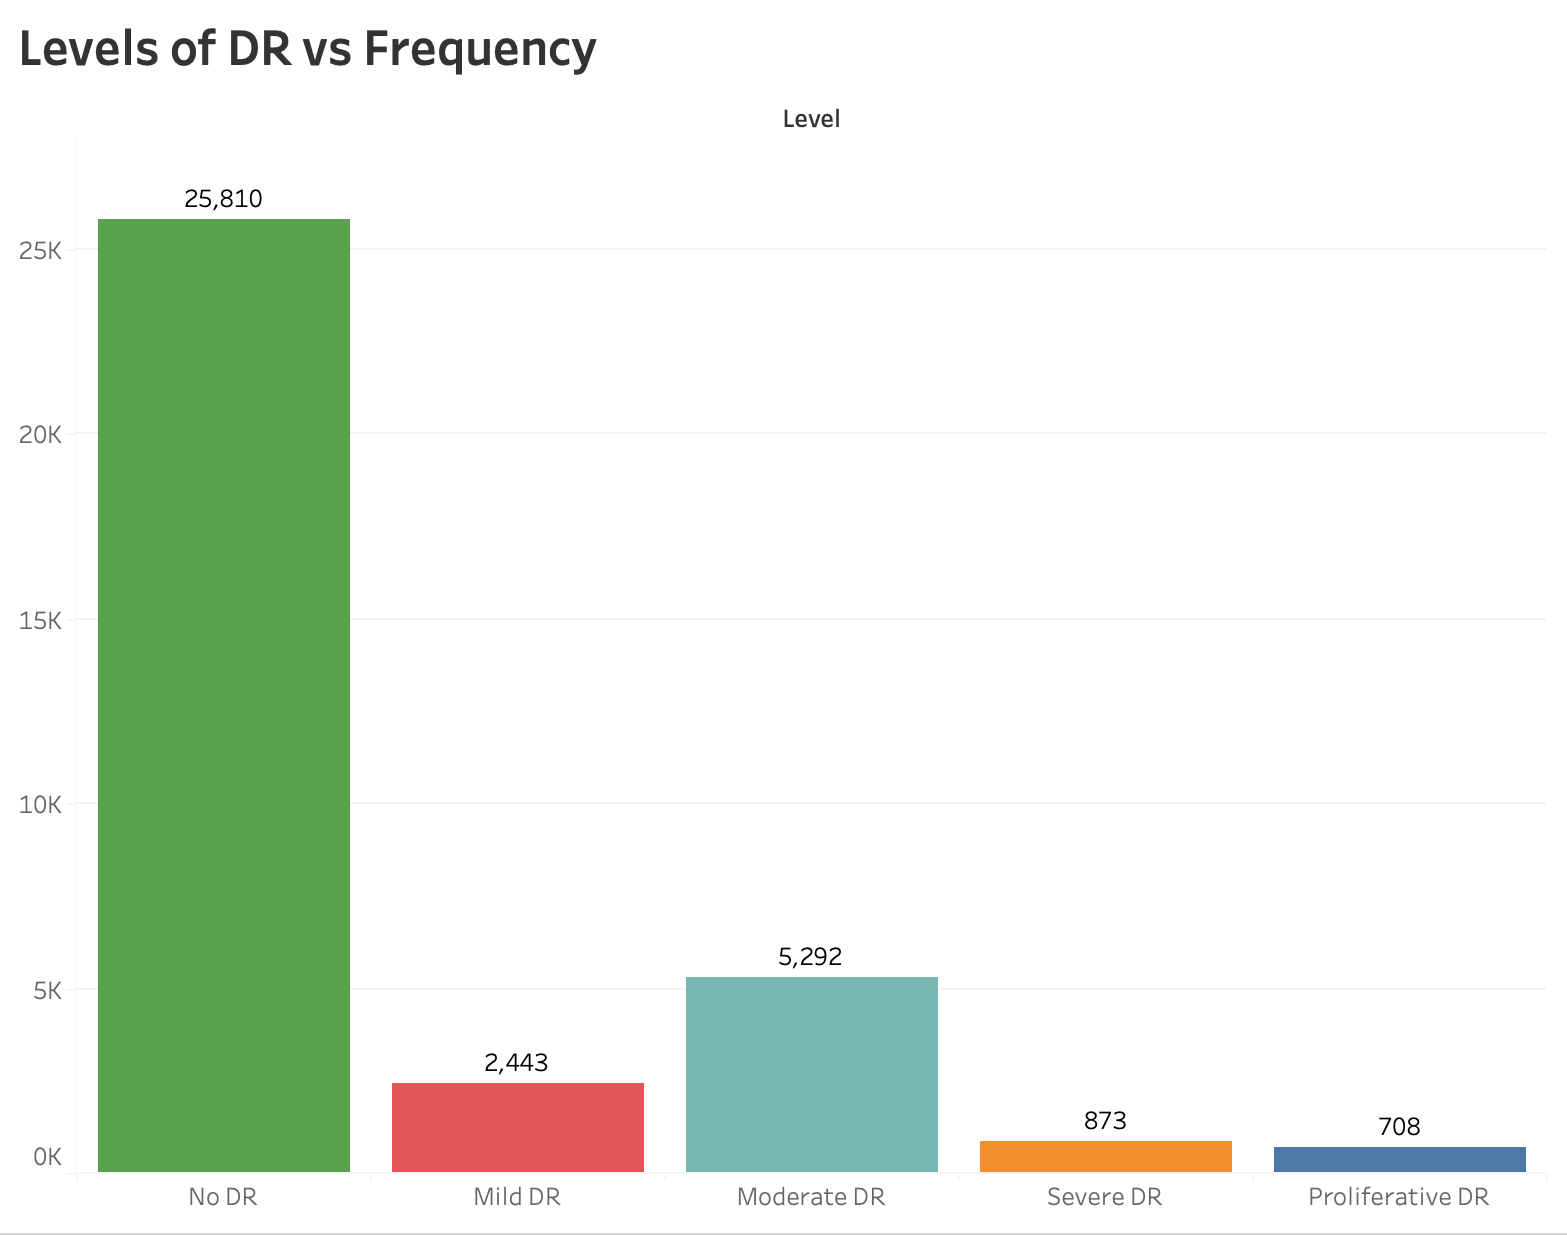 Levels of DR vs Frequency
Level
25,810
25K
20K
15K
10K
5,292
5K
2,443
873
708
0K
No DR
Mild DR
Moderate DR
Severe DR
Proliferative DR